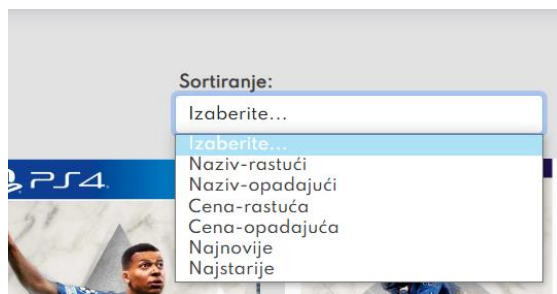 Sortiranje:
Izaberite...
Izaberite...
Naziv-rastući
Naziv-opadajući
Cena-rastuća
Cena-opadajuća
Najnovije
Najstarije
PS4